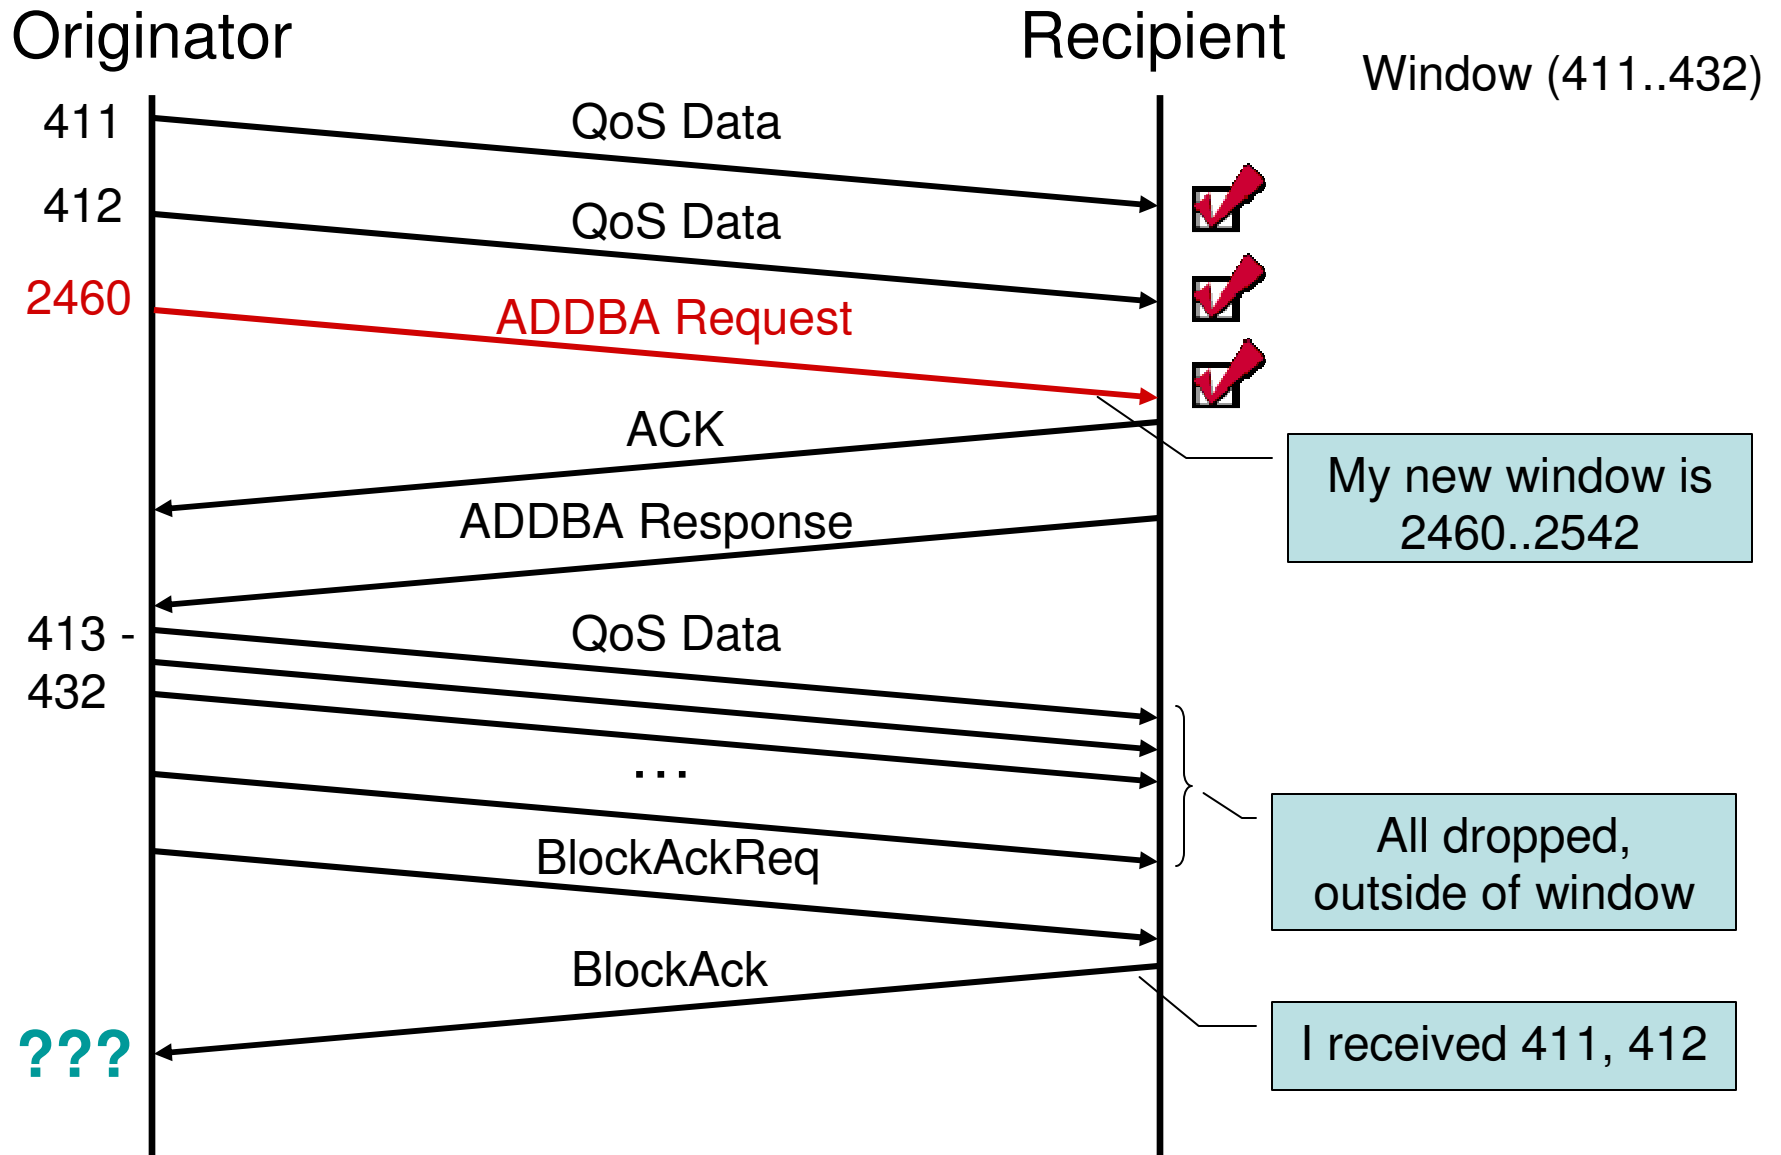 Originator
Recipient
Window (411..432)
411
QoS Data
412
QoS Data
2460
ADDBA Request
ACK
My new window is
2460..2542
ADDBA Response
413 -
QoS Data
432
...
All dropped,
outside of window
BlockAckReq
BlockAck
I received 411, 412
???